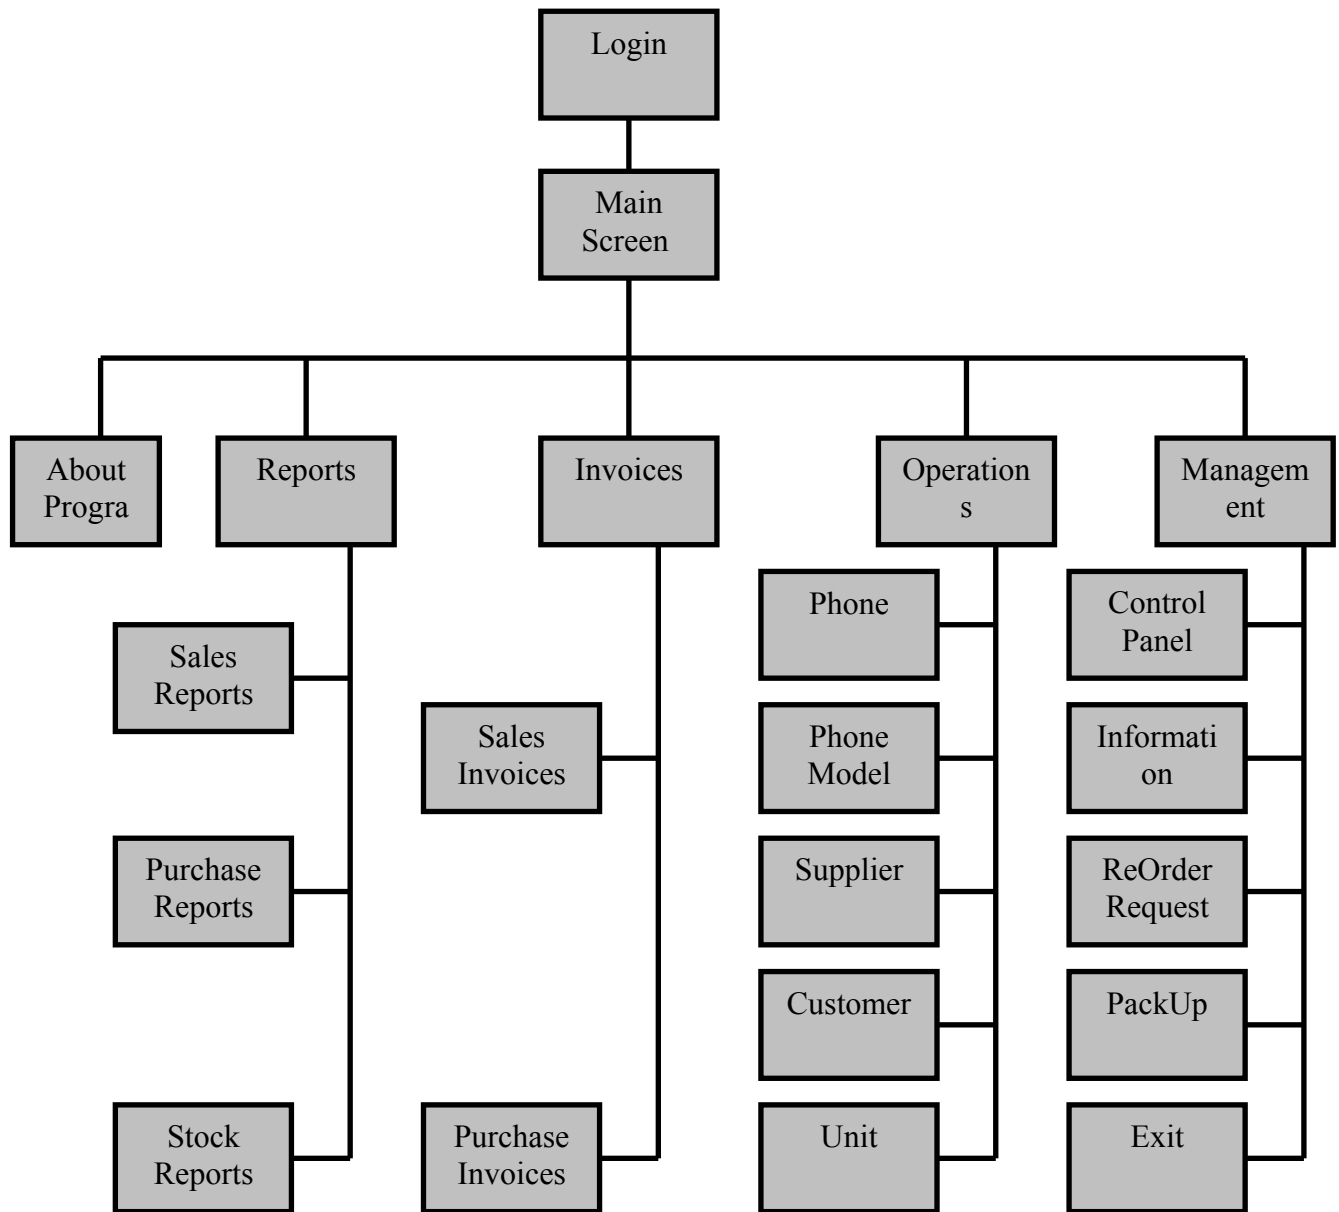 Login
Main
Screen
About
Progra
Reports
Invoices
Operation
s
Managem
ent
Sales
Reports
Purchase
Reports
Stock
Reports
Sales
Invoices
Purchase
Invoices
Phone
Phone
Model
Supplier
Customer
Unit
Control
Panel
Informati
on
ReOrder
Request
PackUp
Exit